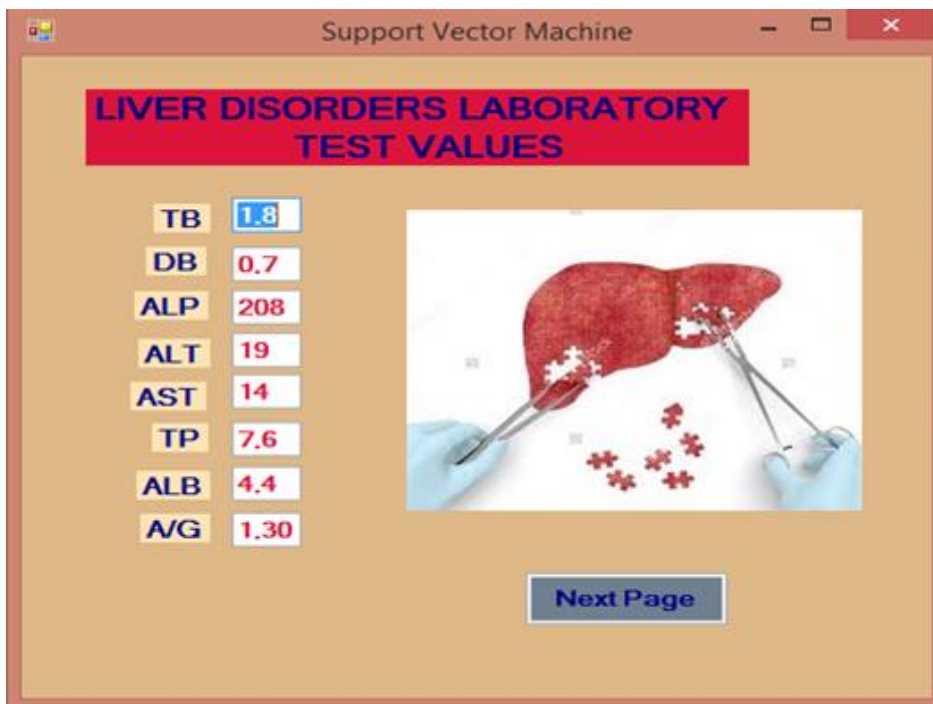 Support Vector Machine
LIVER DISORDERS LABORATORY
TEST VALUES
TB 1.8
DB 0.7
ALP 208
ALT 19
AST 14
TP 7.6
ALB 4.4
A/G 1.30
Next Page